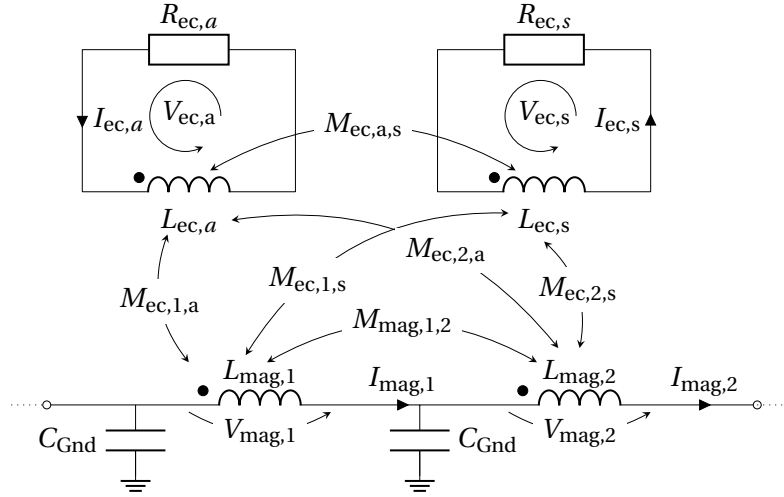 R_ec,a
R_ec,s
I_ec,a
V_ec,a
V_ec,s
I_ec,s
M_ec,a,s
L_ec,a
L_ec,s
M_ec,2,a
M_ec,1,s
M_ec,1,a
M_ec,2,s
M_mag,1,2
L_mag,1
I_mag,1
L_mag,2
I_mag,2
C_Gnd
V_mag,1
C_Gnd
V_mag,2